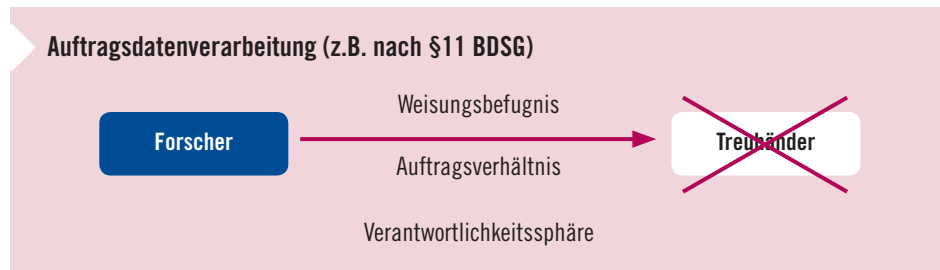 Auftragsdatenverarbeitung (z.B. nach §11 BDSG)
Weisungsbefugnis
Forscher
Treuhänder
Auftragsverhältnis
Verantwortlichkeitssphäre